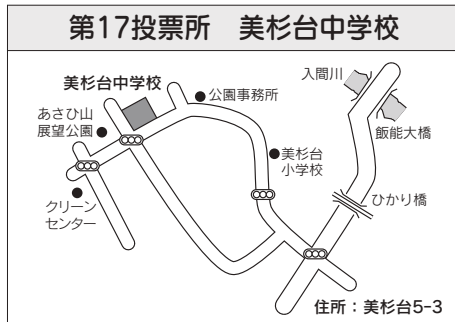 第17投票所　美杉台中学校
美杉台中学校
あさひ山
展望公園
公園事務所
入間川
飯能大橋
美杉台
小学校
ひかり橋
クリーン
センター
住所：美杉台5-3